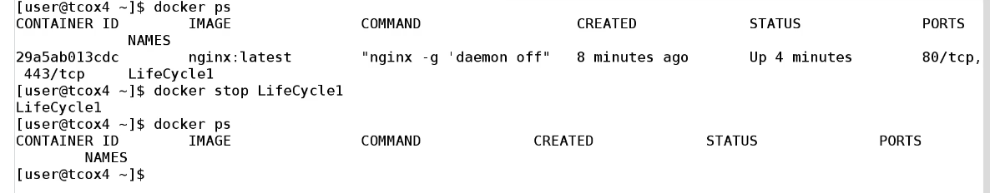 [user@tcox4 ~]$ docker ps
CONTAINER ID        IMAGE               COMMAND                  CREATED             STATUS              PORTS
             NAMES
29a5ab013cdc        nginx:latest        "nginx -g 'daemon off"   8 minutes ago       Up 4 minutes        80/tcp,
 443/tcp     LifeCycle1
[user@tcox4 ~]$ docker stop LifeCycle1
LifeCycle1
[user@tcox4 ~]$ docker ps
CONTAINER ID        IMAGE               COMMAND             CREATED             STATUS              PORTS
        NAMES
[user@tcox4 ~]$